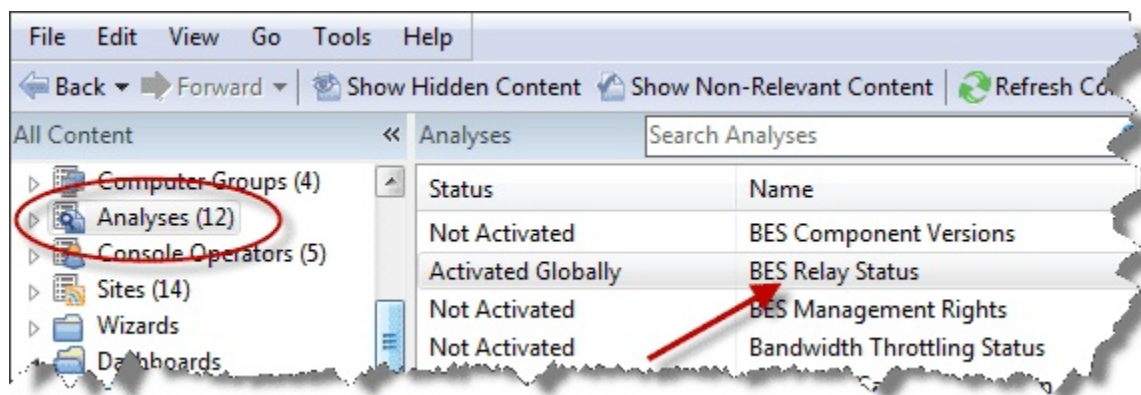 File Edit View Go Tools Help
Back Forward Show Hidden Content Show Non-Relevant Content Refresh
All Content « Analyses Search Analyses
Computer Groups (4)
Analyses (12)
Console Operators (5)
Sites (14)
Wizards
Dashboards
Status Name
Not Activated BES Component Versions
Activated Globally BES Relay Status
Not Activated BES Management Rights
Not Activated Bandwidth Throttling Status